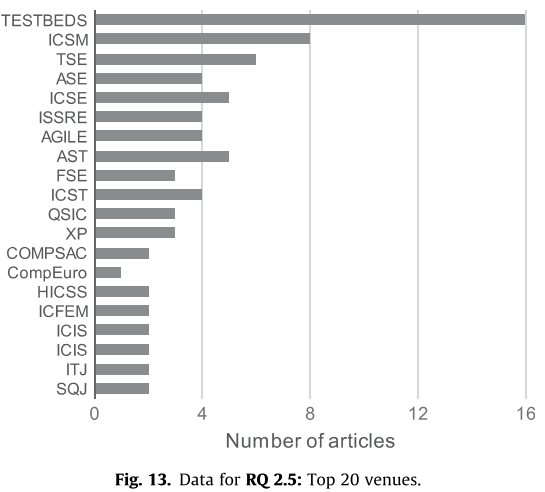 TESTBEDS
ICSM
TSE
ASE
ICSE
ISSRE
AGILE
AST
FSE
ICST
QSIC
XP
COMPSAC
CompEuro
HICSS
ICFEM
ICIS
ICIS
ITJ
SQJ
0 4 8 12 16
Number of articles
Fig. 13. Data for RQ 2.5: Top 20 venues.